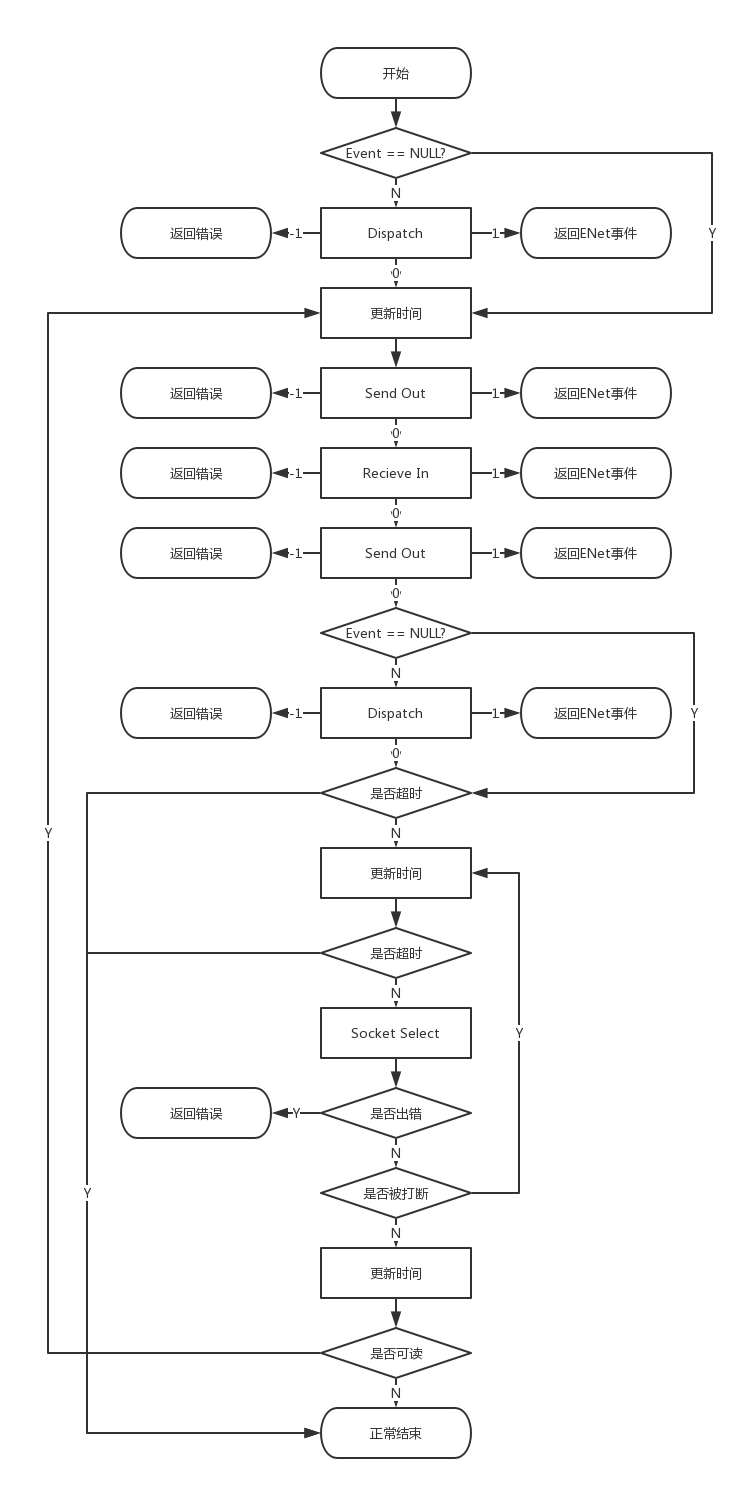 开始
Event == NULL?
N
返回错误
-1
Dispatch
1
返回ENet事件
Y
0
更新时间
返回错误
-1
Send Out
1
返回ENet事件
0
返回错误
-1
Recieve In
1
返回ENet事件
0
返回错误
-1
Send Out
1
返回ENet事件
0
Event == NULL?
N
返回错误
-1
Dispatch
1
返回ENet事件
Y
0
是否超时
Y
N
更新时间
是否超时
N
Socket Select
Y
返回错误
Y
是否出错
N
Y
是否被打断
N
更新时间
是否可读
N
正常结束